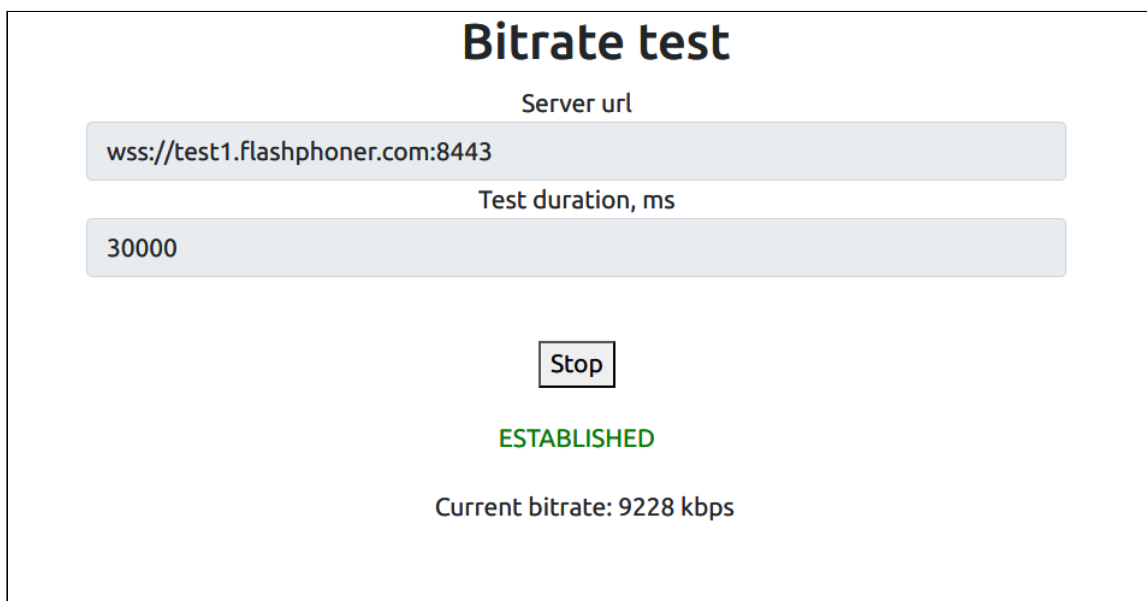 Bitrate test
Server url
wss://test1.flashphoner.com:8443
Test duration, ms
30000
Stop
ESTABLISHED
Current bitrate: 9228 kbps